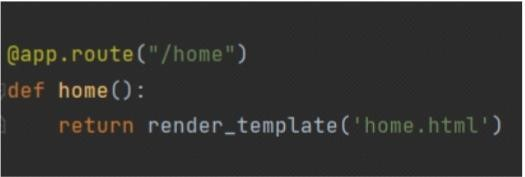 @app.route("/home")
def home():
    return render_template('home.html')